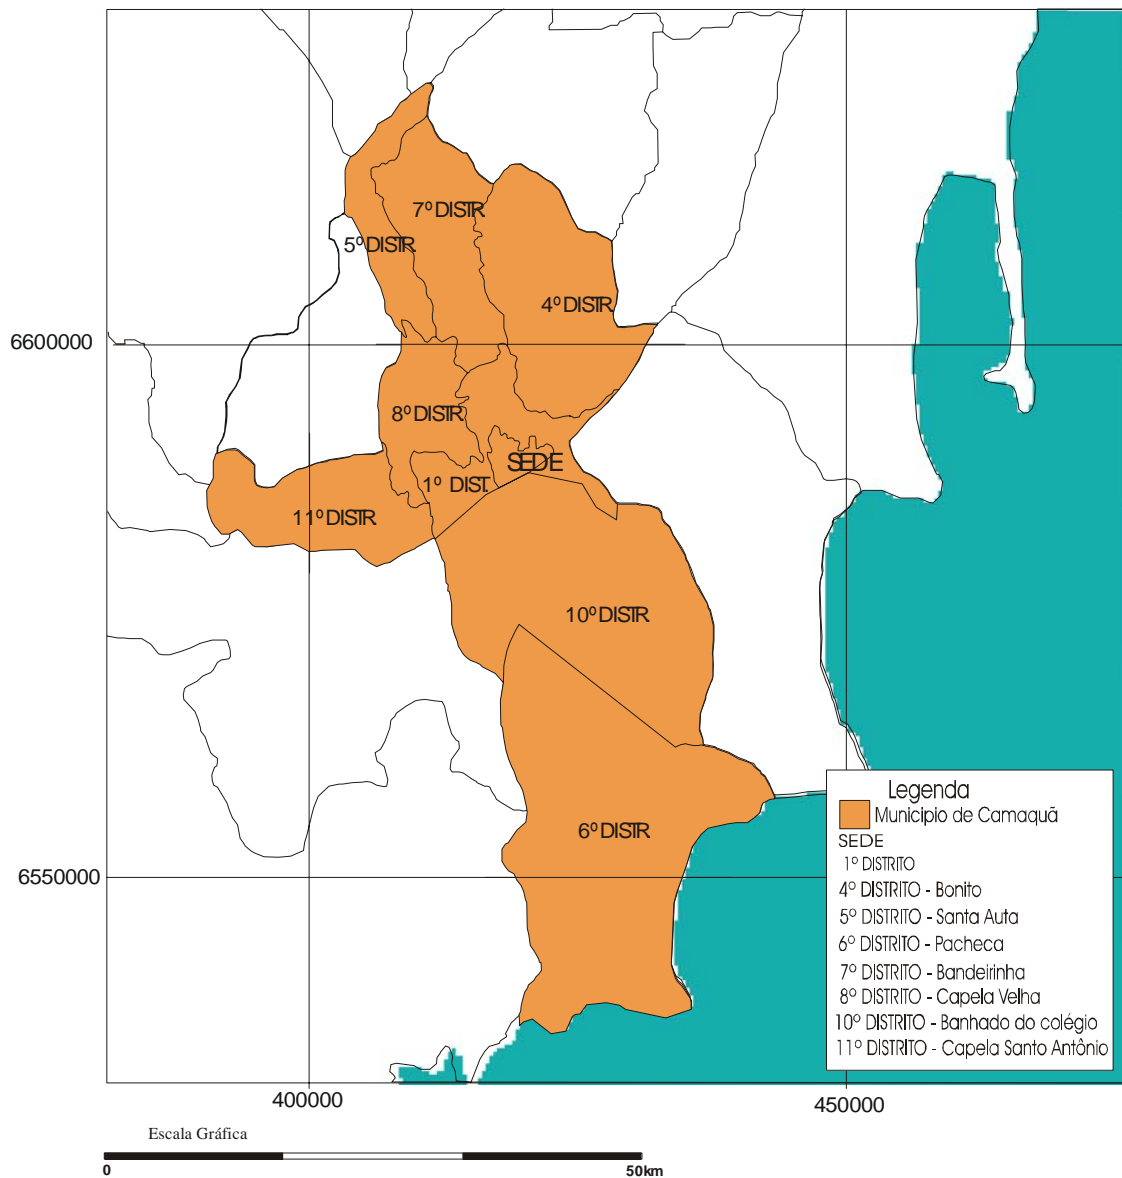 7º DISTR.
5º DISTR.
4º DISTR.
6600000
8º DISTR.
SEDE
1º DIST.
11º DISTR.
10º DISTR.
6º DISTR.
6550000
400000
450000
Legenda
Municipio de Camaquã
SEDE
1º DISTRITO
4º DISTRITO - Bonito
5º DISTRITO - Santa Auta
6º DISTRITO - Pacheca
7º DISTRITO - Bandeirinha
8º DISTRITO - Capela Velha
10º DISTRITO - Banhado do colégio
11º DISTRITO - Capela Santo Antônio
Escala Gráfica
0 50km